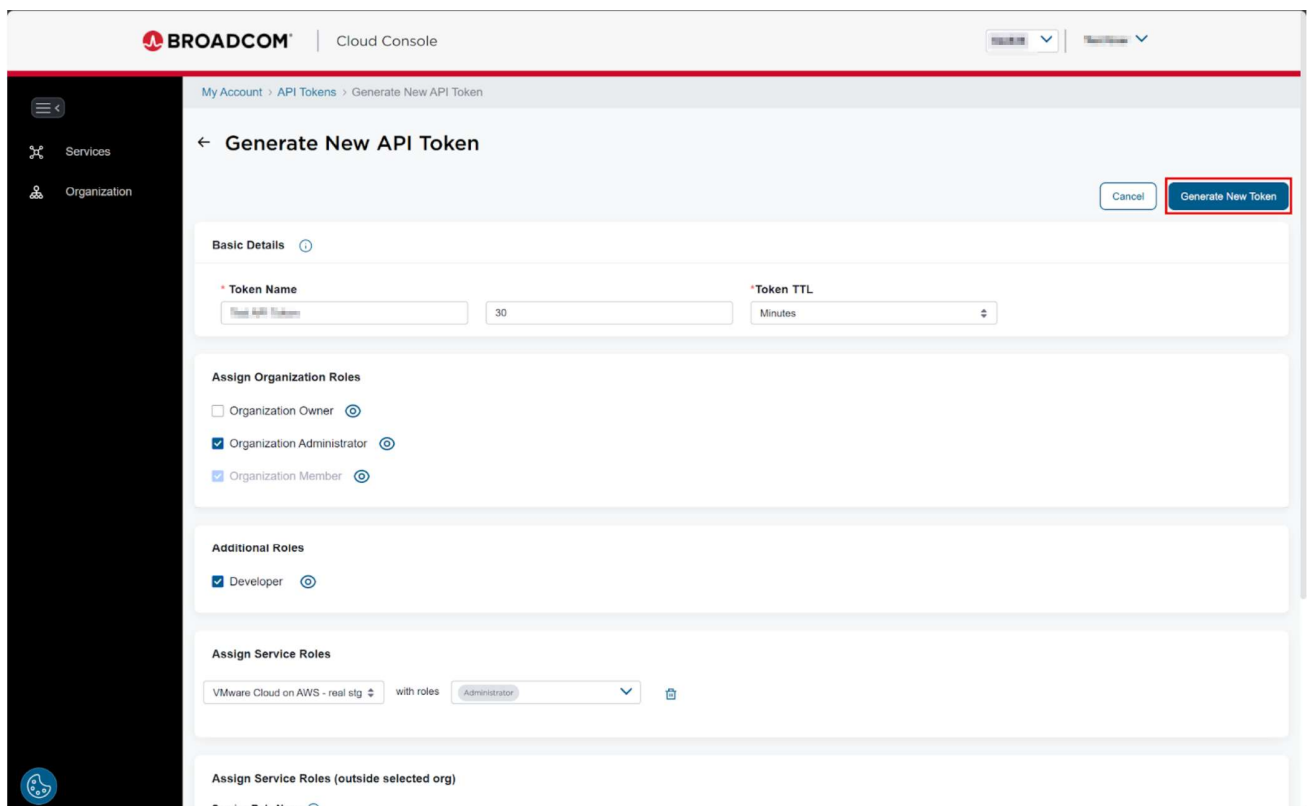 BROADCOM Cloud Console
My Account > API Tokens > Generate New API Token
← Generate New API Token
Services
Organization
Cancel Generate New Token
Basic Details
* Token Name *Token TTL
30 Minutes
Assign Organization Roles
Organization Owner
Organization Administrator
Organization Member
Additional Roles
Developer
Assign Service Roles
VMware Cloud on AWS - real stg with roles Administrator
Assign Service Roles (outside selected org)